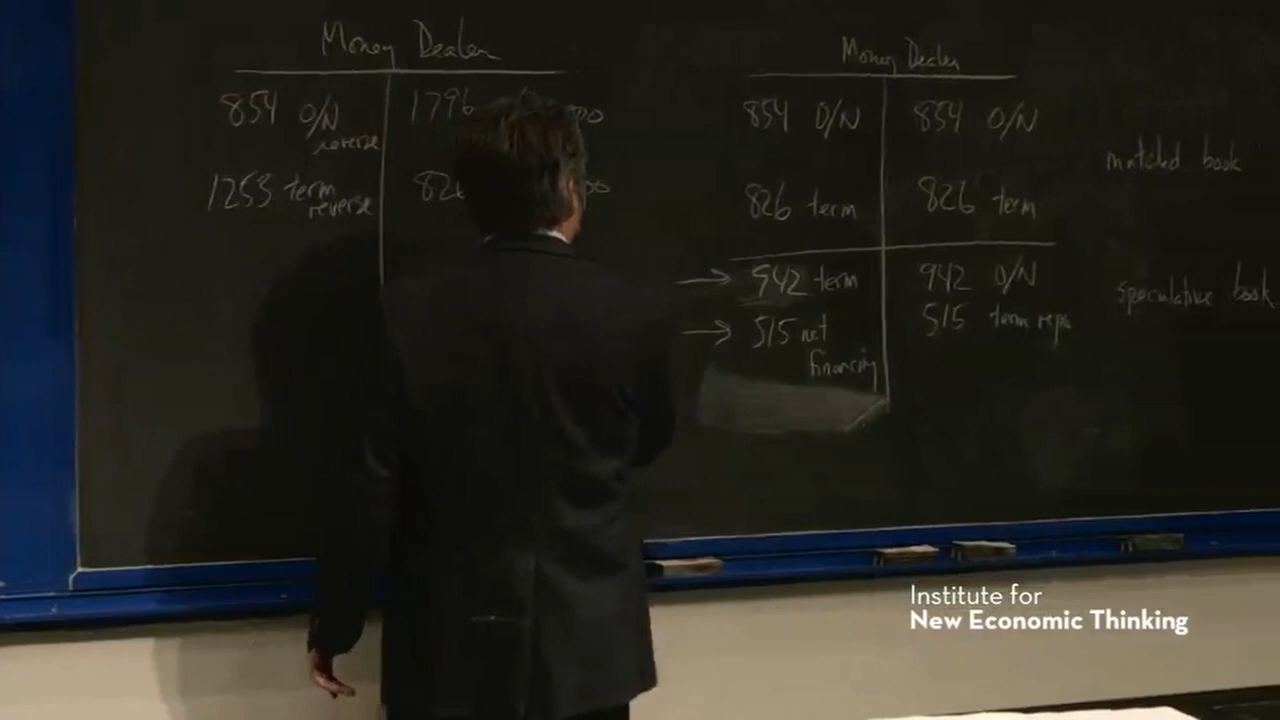 Money Dealer
854 O/N
reverse
1253 term
reverse
1796
Money Dealer
854 O/N
854 O/N
826 term
826 term
matched book
→ 942 term
942 O/N
→ 515 net
financing
515 term repo
speculative book
Institute for
New Economic Thinking